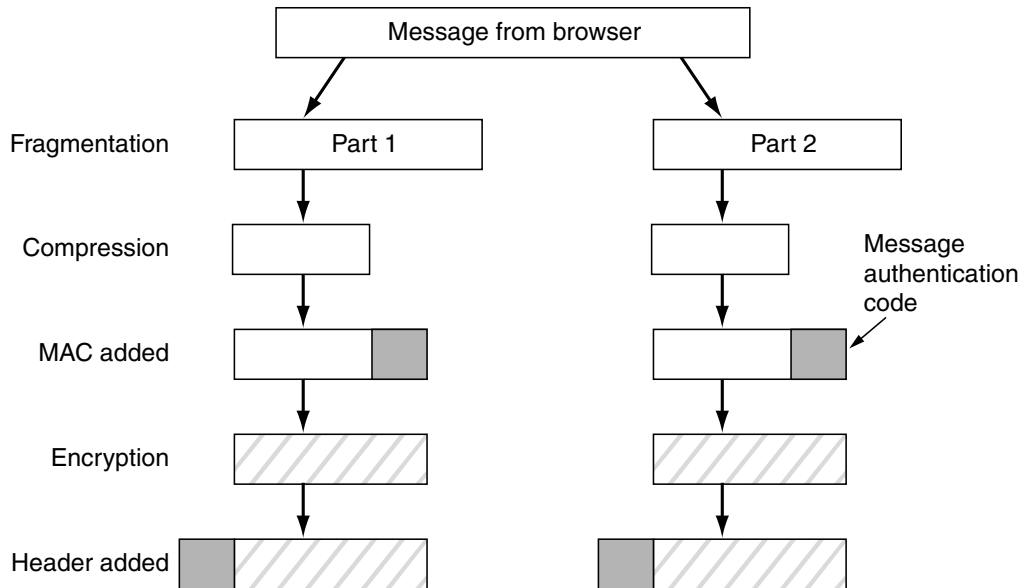 Message from browser
Fragmentation
Part 1
Part 2
Compression
Message
authentication
code
MAC added
Encryption
Header added